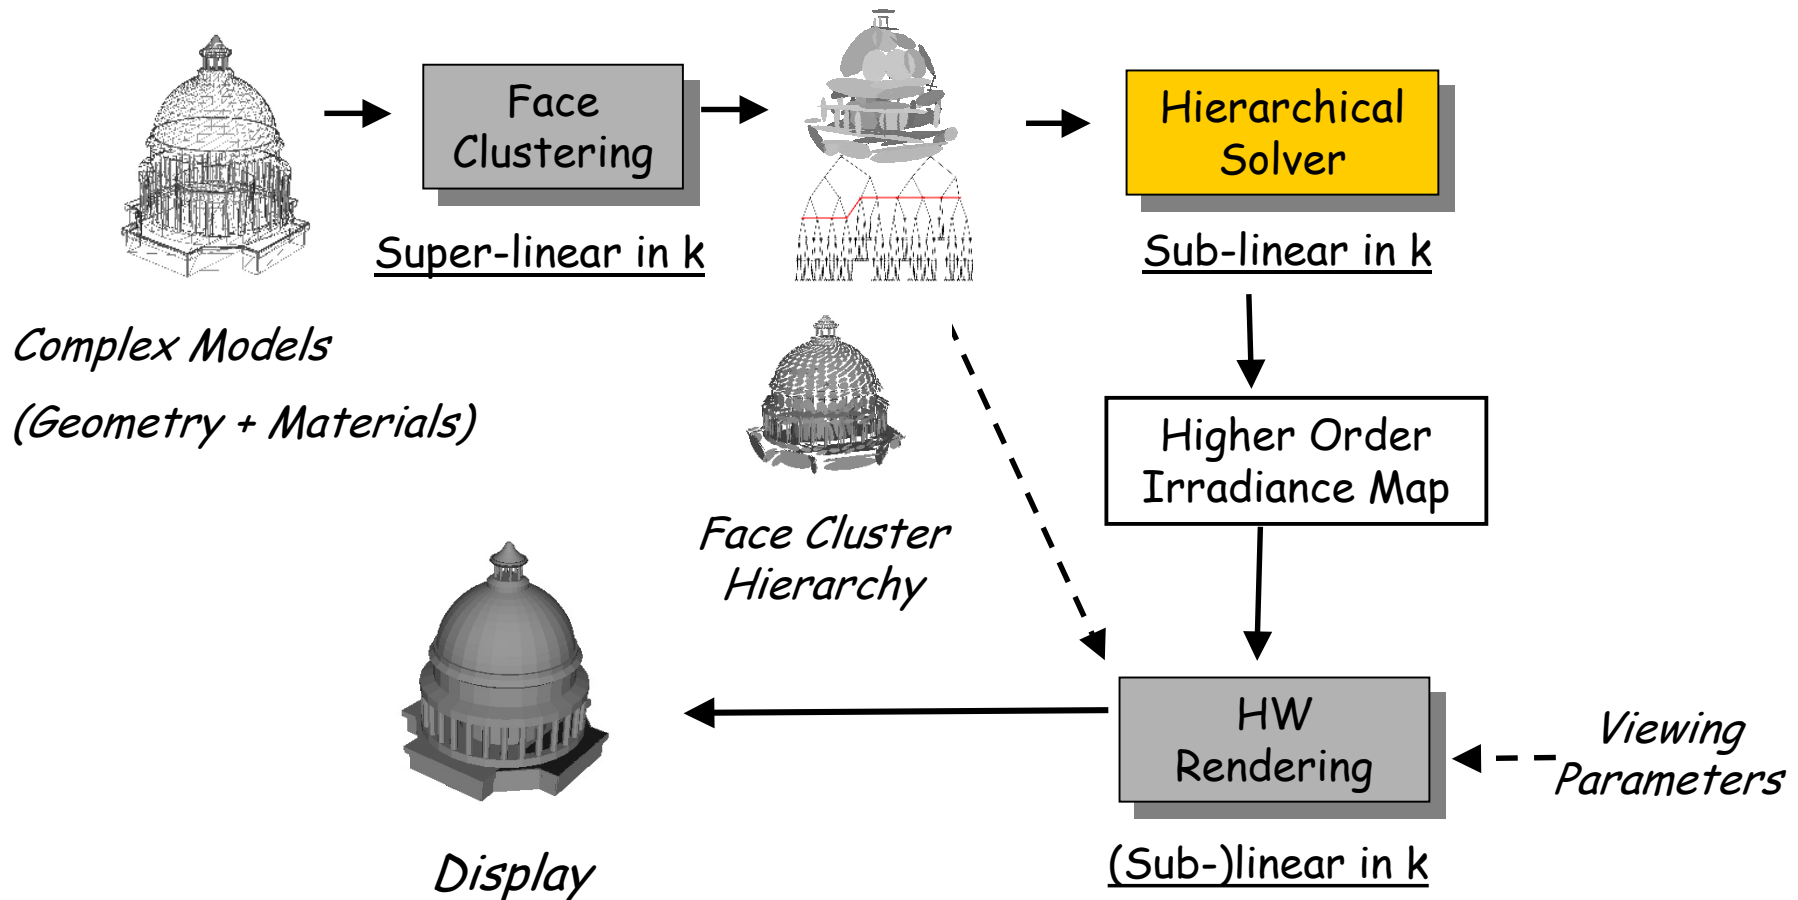 Face
Clustering
Hierarchical
Solver
Super-linear in k
Sub-linear in k
Complex Models
(Geometry + Materials)
Higher Order
Irradiance Map
Face Cluster
Hierarchy
HW
Rendering
Viewing
Parameters
(Sub-)linear in k
Display